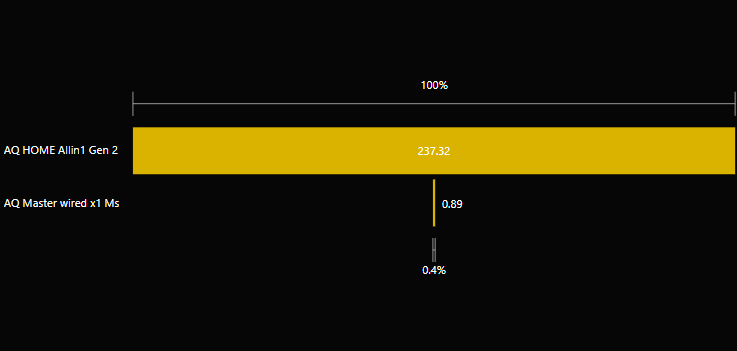 100%
AQ HOME Allin1 Gen 2
237.32
AQ Master wired x1 Ms
0.89
0.4%